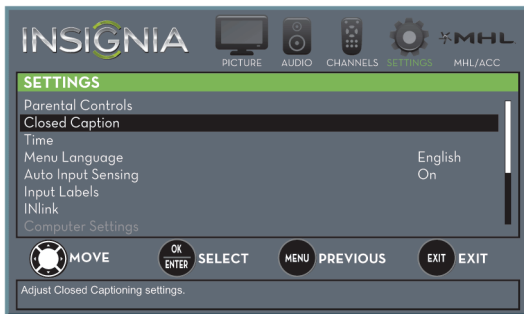 INSIGNIA
PICTURE AUDIO CHANNELS SETTINGS MHL/ACC
MHL
SETTINGS
Parental Controls
Closed Caption
Time
Menu Language English
Auto Input Sensing On
Input Labels
INlink
Computer Settings
MOVE OK ENTER SELECT MENU PREVIOUS EXIT EXIT
Adjust Closed Captioning settings.